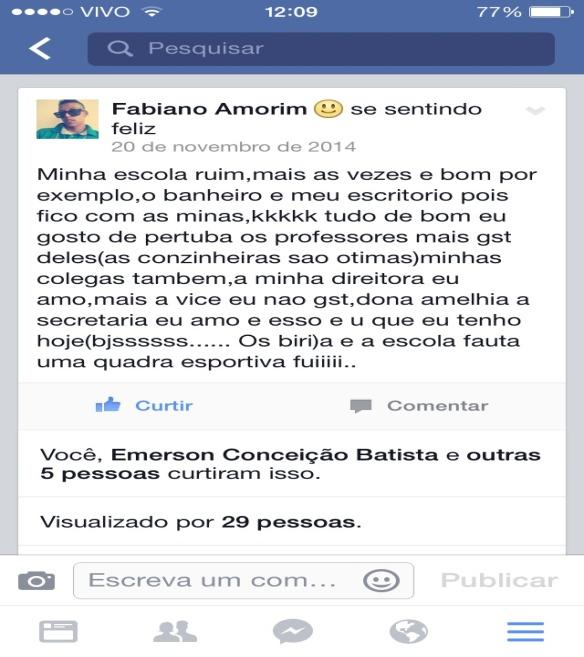 VIVO 12:09 77%
Pesquisar
Fabiano Amorim 🙂 se sentindo
feliz
20 de novembro de 2014
Minha escola ruim,mais as vezes e bom por
exemplo,o banheiro e meu escritorio pois
fico com as minas,kkkkk tudo de bom eu
gosto de pertuba os professores mais gst
deles(as conzinheiras sao otimas)minhas
colegas tambem,a minha direitora eu
amo,mais a vice eu nao gst,dona amelhia a
secretaria eu amo e esso e u que eu tenho
hoje(bjssssss...... Os biri)a e a escola fauta
uma quadra esportiva fuiiiii..
Curtir Comentar
Você, Emerson Conceição Batista e outras
5 pessoas curtiram isso.
Visualizado por 29 pessoas.
Escreva um com... Publicar